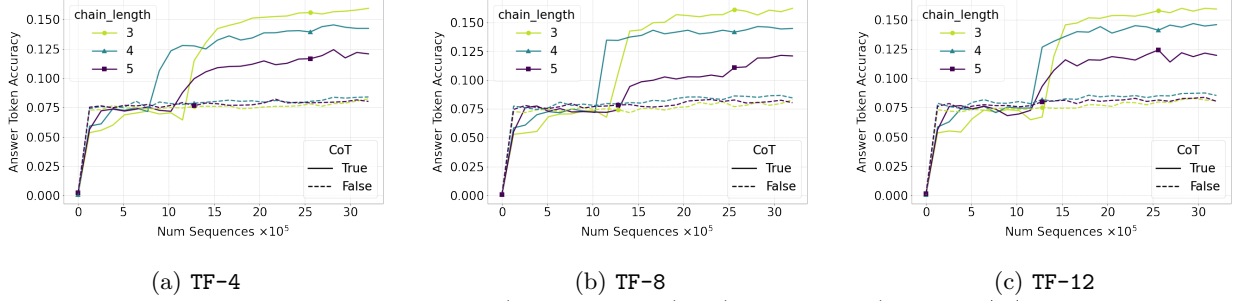 0.150
0.125
0.100
0.075
0.050
0.025
0.000
Answer Token Accuracy
chain_length
3
4
5
CoT
True
False
0 5 10 15 20 25 30
Num Sequences ×10⁵
(a) TF-4
0.150
0.125
0.100
0.075
0.050
0.025
0.000
Answer Token Accuracy
chain_length
3
4
5
CoT
True
False
0 5 10 15 20 25 30
Num Sequences ×10⁵
(b) TF-8
0.150
0.125
0.100
0.075
0.050
0.025
0.000
Answer Token Accuracy
chain_length
3
4
5
CoT
True
False
0 5 10 15 20 25 30
Num Sequences ×10⁵
(c) TF-12